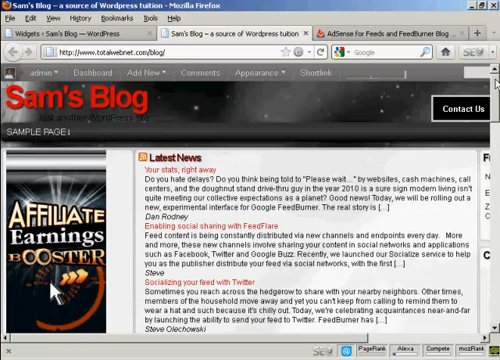 Sam's Blog – a source of Wordpress tuition - Mozilla Firefox
File Edit View History Bookmarks Tools Help
Widgets ‹ Sam's Blog — WordPress
Sam's Blog – a source of Wordpress tuition
AdSense for Feeds and FeedBurner Blog
http://www.totalwebnet.com/blog/
admin
Dashboard
Add New
Comments
Appearance
Shortlink
Sam's Blog
Just another WordPress site
Contact Us
SAMPLE PAGE↓
AFFILIATE
Earnings
BOOSTER
Latest News
Your stats, right away
Do you hate delays? Do you think being told to "Please wait..." by websites, cash machines, call
centers, and the doughnut stand drive-thru guy in the year 2010 is a sure sign modern living isn't
quite meeting our collective expectations as a planet? Good news! Today, we will be rolling out a
new, experimental interface for Google FeedBurner. The real story is [...]
Dan Rodney
Enabling social sharing with FeedFlare
Feed content is being constantly distributed via new channels and endpoints every day. More
and more, these channels involve sharing your content in social networks and applications
such as Facebook, Twitter and Google Buzz. Recently, we launched our Socialize service to help
you as the publisher distribute your feed via social networks, with the first [...]
Steve
Socializing your feed with Twitter
Sometimes you reach across the hedgerow to share with your nearby neighbors. Other times,
members of the household move away and yet you can't keep from calling to remind them to
wear a hat and such because it's chilly out. Today, we're celebrating acquaintances near-and-far
by launching the ability to send your feed to Twitter. FeedBurner has [...]
Steve Olechowski
PageRank
Alexa
Compete
mozRank